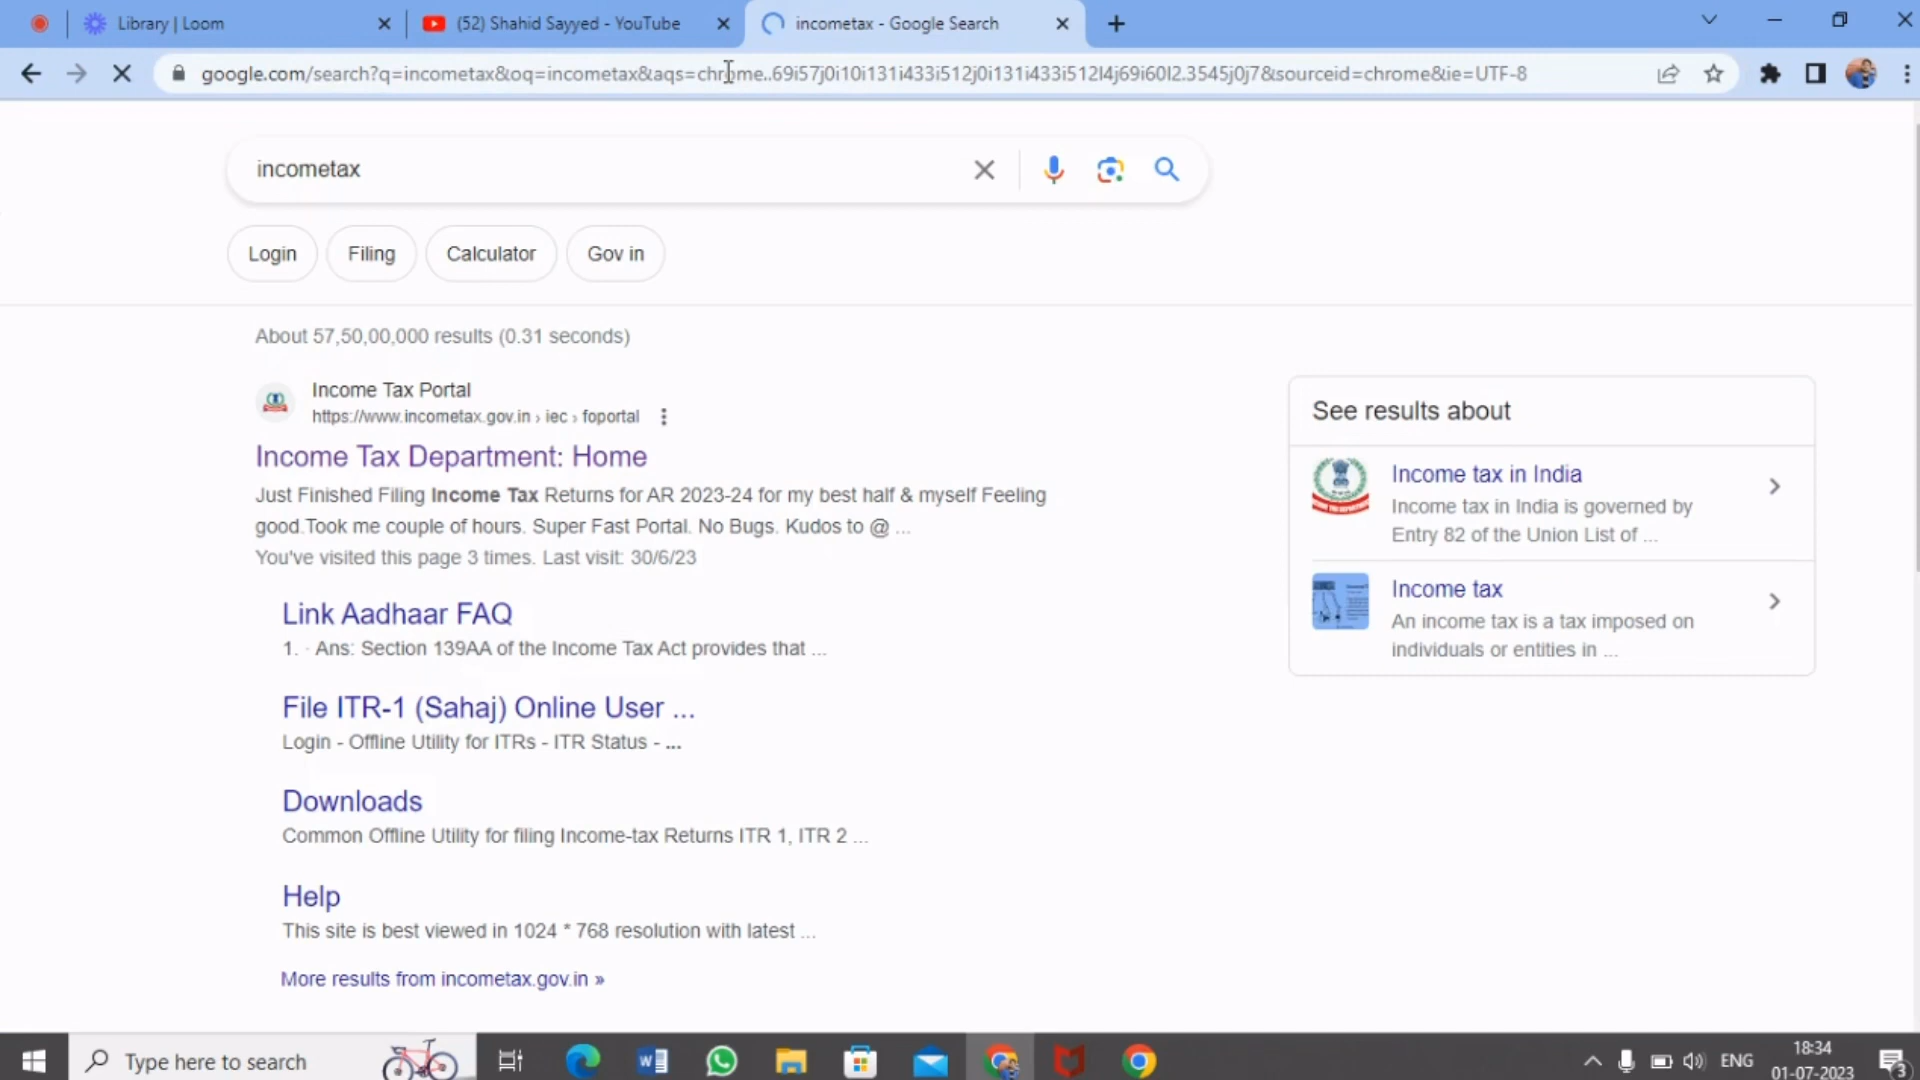 Library | Loom
(52) Shahid Sayyed - YouTube
incometax - Google Search
google.com/search?q=incometax&oq=incometax&aqs=chrome..69i57j0i10i131i433i512j0i131i433i512l4j69i60l2.3545j0j7&sourceid=chrome&ie=UTF-8
incometax
Login
Filing
Calculator
Gov in
About 57,50,00,000 results (0.31 seconds)
Income Tax Portal
https://www.incometax.gov.in › iec › foportal
Income Tax Department: Home
Just Finished Filing Income Tax Returns for AR 2023-24 for my best half & myself Feeling
good.Took me couple of hours. Super Fast Portal. No Bugs. Kudos to @ ...
You've visited this page 3 times. Last visit: 30/6/23
Link Aadhaar FAQ
1. · Ans: Section 139AA of the Income Tax Act provides that ...
File ITR-1 (Sahaj) Online User ...
Login - Offline Utility for ITRs - ITR Status - ...
Downloads
Common Offline Utility for filing Income-tax Returns ITR 1, ITR 2 ...
Help
This site is best viewed in 1024 * 768 resolution with latest ...
More results from incometax.gov.in »
See results about
Income tax in India
Income tax in India is governed by
Entry 82 of the Union List of ...
Income tax
An income tax is a tax imposed on
individuals or entities in ...
Type here to search
ENG
18:34
01-07-2023
3